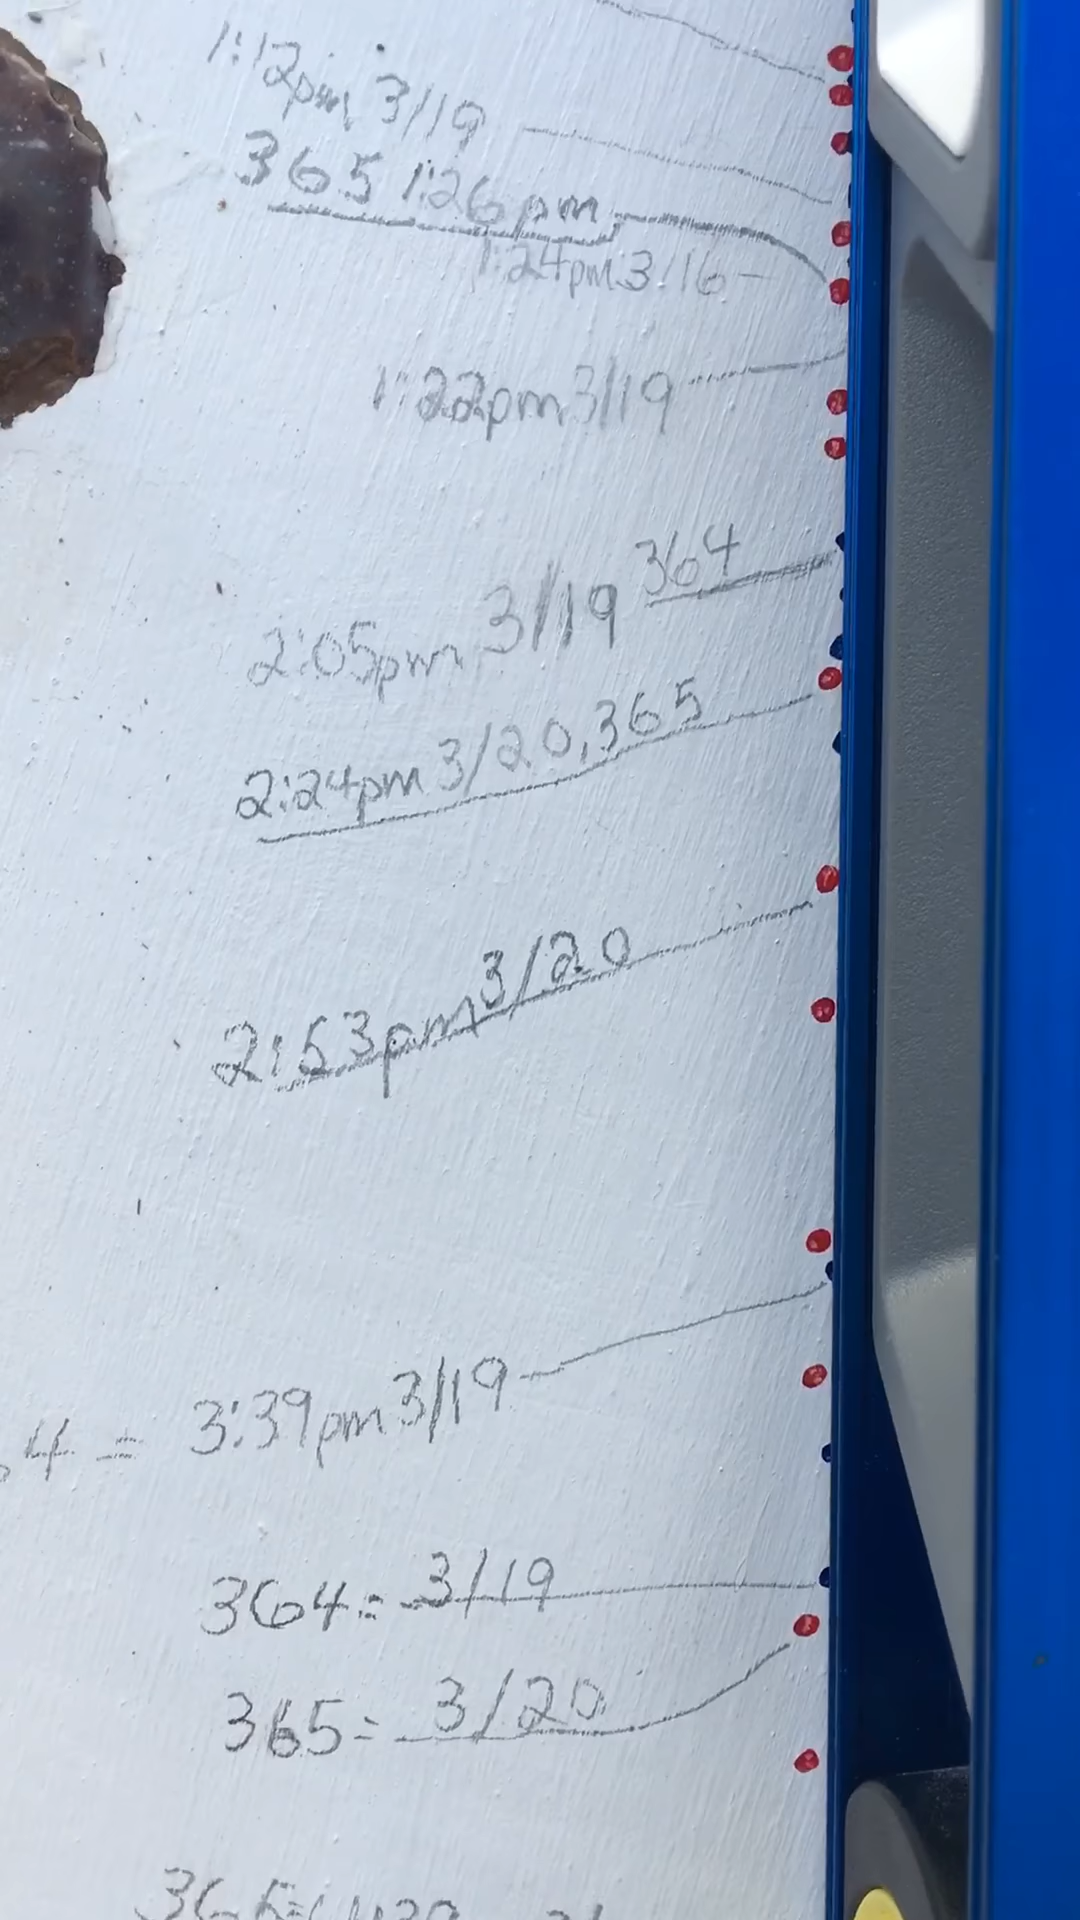 1:12pm 3/19
365 1:26pm
1:24pm 3/16
1:22pm 3/19
2:05pm 3/19 364
2:24pm 3/20, 365
2:53pm 3/20
4 = 3:39pm 3/19
364 = 3/19
365 = 3/20